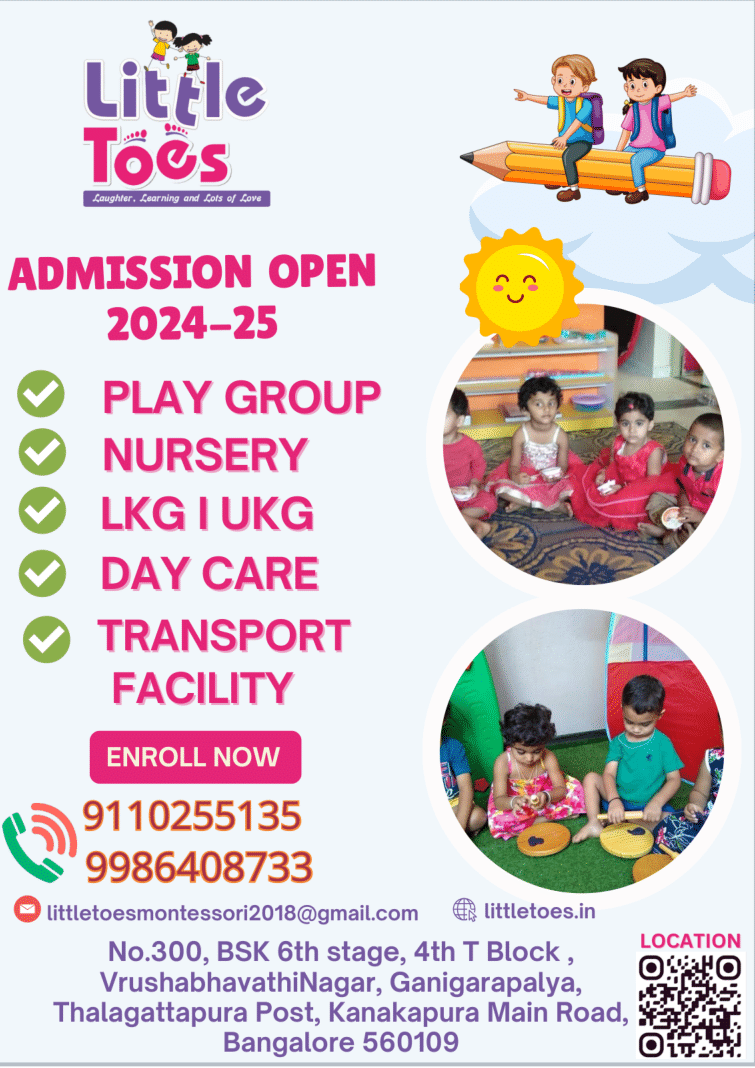 Little
Toes
Laughter, Learning and Lots of Love
ADMISSION OPEN
2024-25
PLAY GROUP
NURSERY
LKG I UKG
DAY CARE
TRANSPORT
FACILITY
ENROLL NOW
9110255135
9986408733
littletoesmontessori2018@gmail.com
littletoes.in
No.300, BSK 6th stage, 4th T Block ,
VrushabhavathiNagar, Ganigarapalya,
Thalagattapura Post, Kanakapura Main Road,
Bangalore 560109
LOCATION